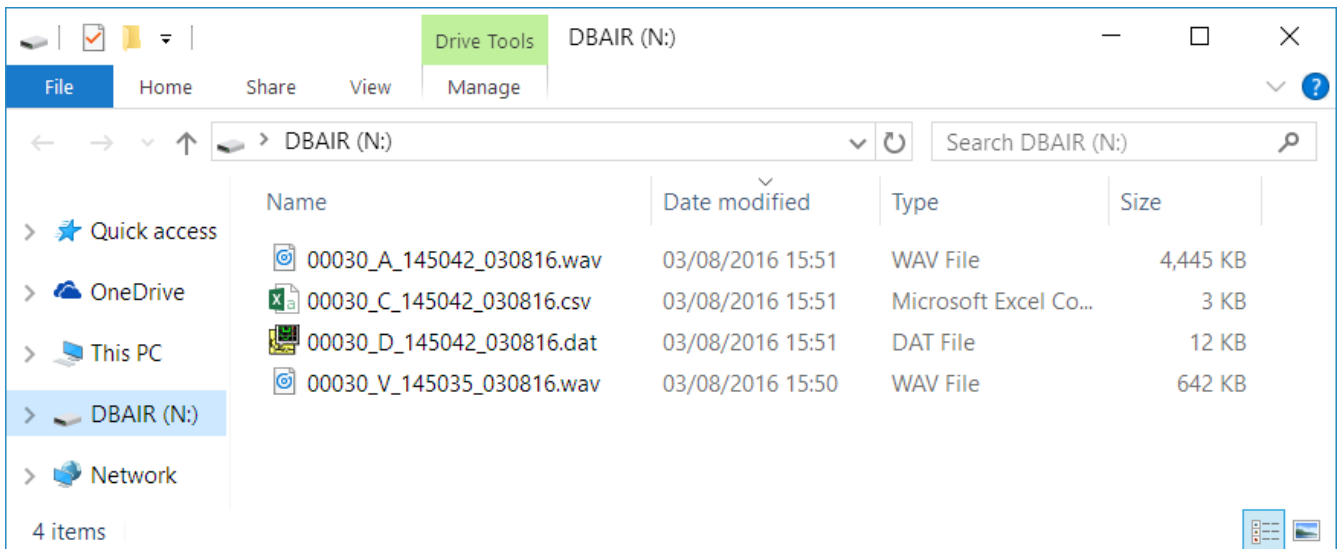 Drive Tools DBAIR (N:)
File Home Share View Manage
DBAIR (N:) Search DBAIR (N:)
Name Date modified Type Size
Quick access
OneDrive
This PC
DBAIR (N:)
Network
00030_A_145042_030816.wav 03/08/2016 15:51 WAV File 4,445 KB
00030_C_145042_030816.csv 03/08/2016 15:51 Microsoft Excel Co... 3 KB
00030_D_145042_030816.dat 03/08/2016 15:51 DAT File 12 KB
00030_V_145035_030816.wav 03/08/2016 15:50 WAV File 642 KB
4 items